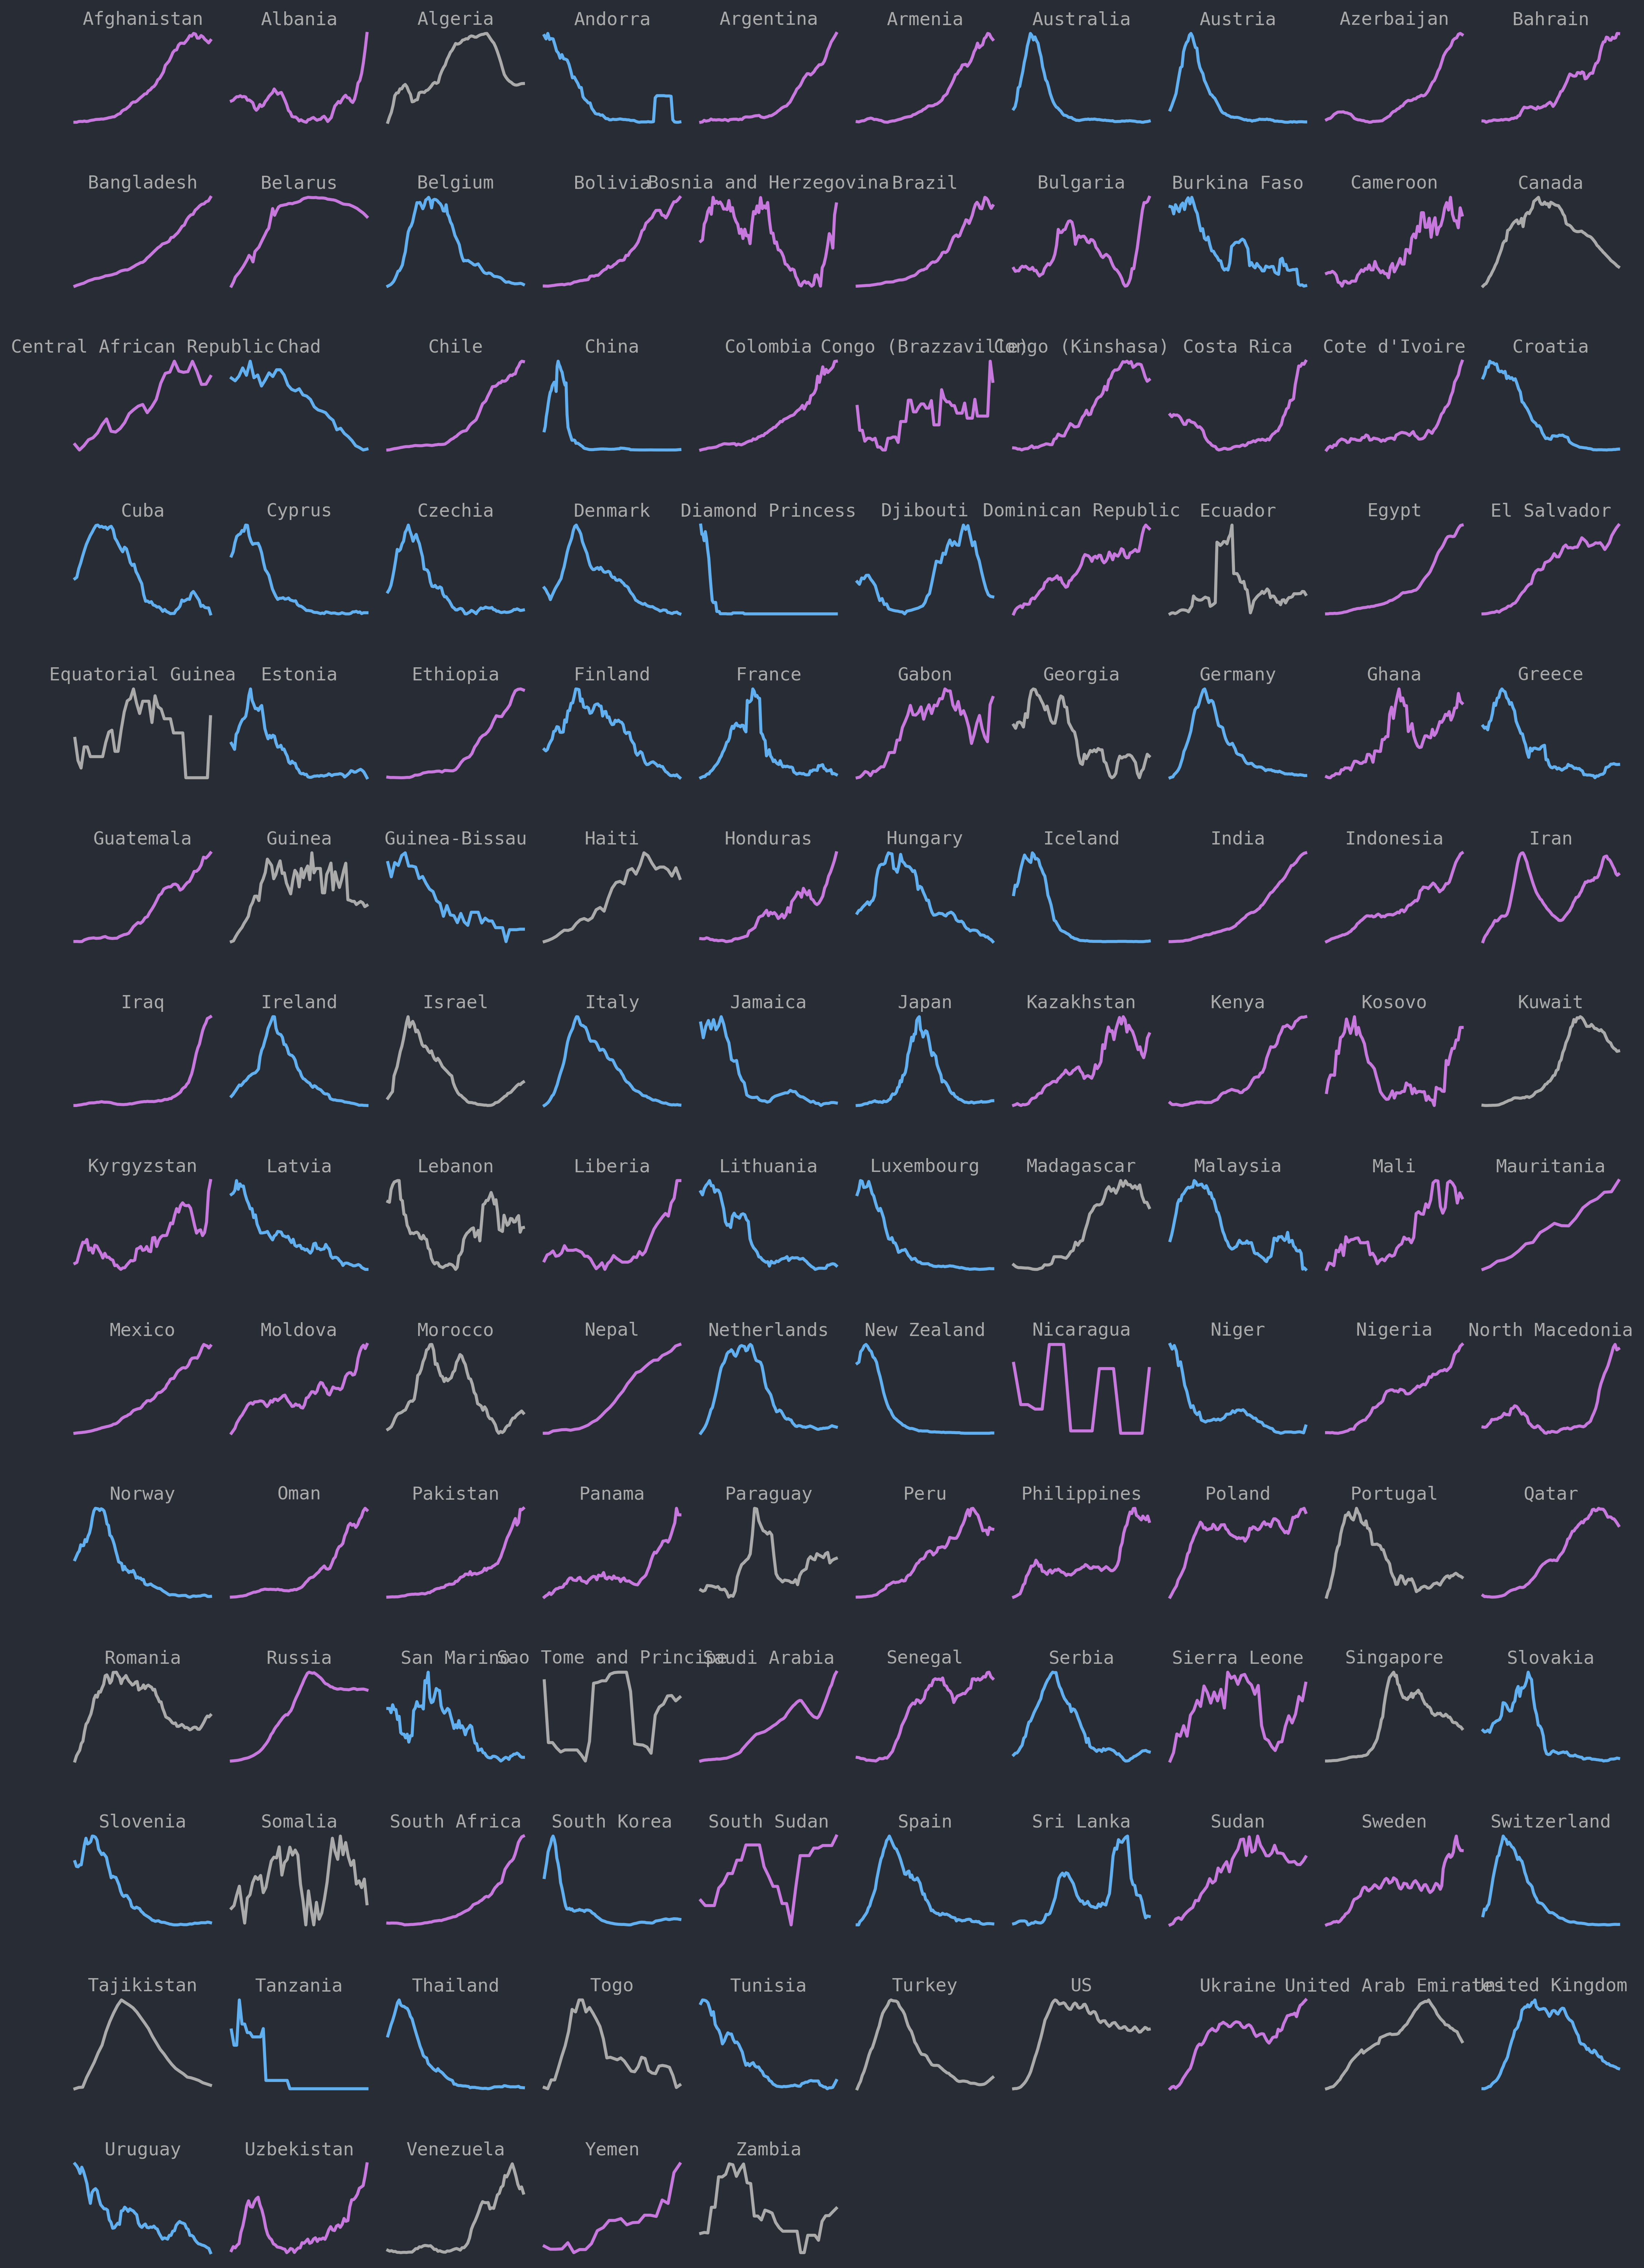 Afghanistan Albania Algeria Andorra Argentina Armenia Australia Austria Azerbaijan Bahrain
Bangladesh Belarus Belgium Bolivia Bosnia and Herzegovina Brazil Bulgaria Burkina Faso Cameroon Canada
Central African Republic Chad Chile China Colombia Congo (Brazzaville) Congo (Kinshasa) Costa Rica Cote d'Ivoire Croatia
Cuba Cyprus Czechia Denmark Diamond Princess Djibouti Dominican Republic Ecuador Egypt El Salvador
Equatorial Guinea Estonia Ethiopia Finland France Gabon Georgia Germany Ghana Greece
Guatemala Guinea Guinea-Bissau Haiti Honduras Hungary Iceland India Indonesia Iran
Iraq Ireland Israel Italy Jamaica Japan Kazakhstan Kenya Kosovo Kuwait
Kyrgyzstan Latvia Lebanon Liberia Lithuania Luxembourg Madagascar Malaysia Mali Mauritania
Mexico Moldova Morocco Nepal Netherlands New Zealand Nicaragua Niger Nigeria North Macedonia
Norway Oman Pakistan Panama Paraguay Peru Philippines Poland Portugal Qatar
Romania Russia San Marino Sao Tome and Principe Saudi Arabia Senegal Serbia Sierra Leone Singapore Slovakia
Slovenia Somalia South Africa South Korea South Sudan Spain Sri Lanka Sudan Sweden Switzerland
Tajikistan Tanzania Thailand Togo Tunisia Turkey US Ukraine United Arab Emirates United Kingdom
Uruguay Uzbekistan Venezuela Yemen Zambia